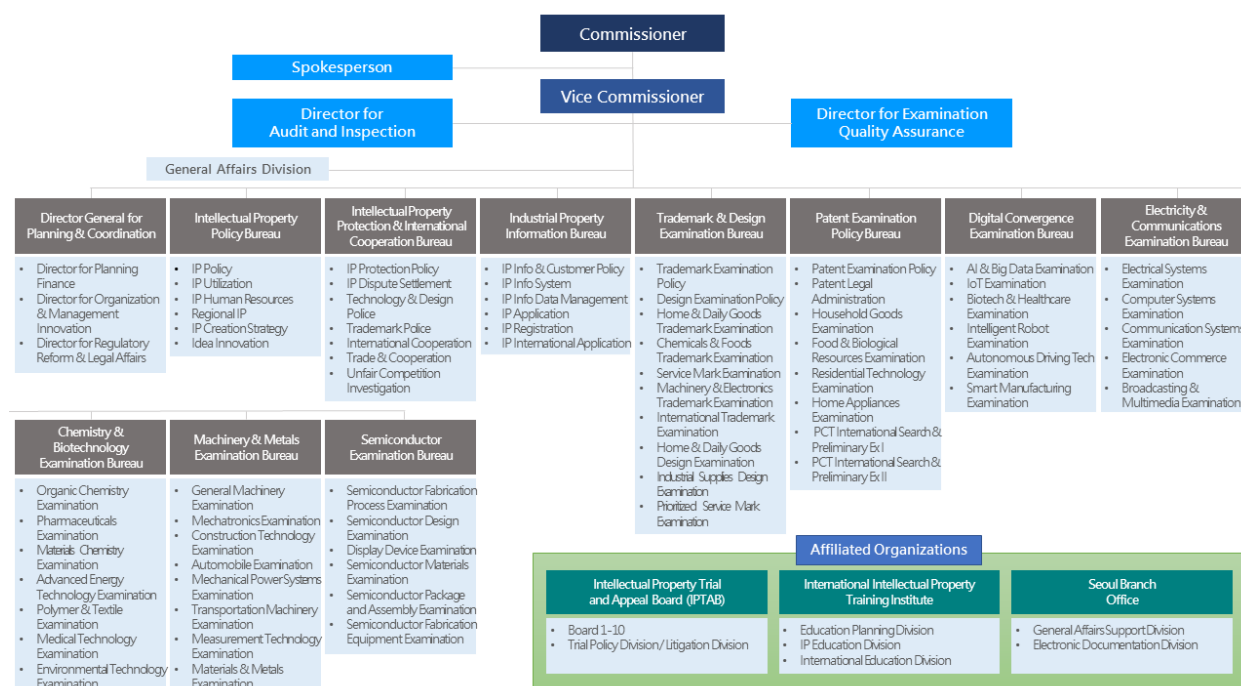 Commissioner
Spokesperson
Vice Commissioner
Director for
Audit and Inspection
Director for Examination
Quality Assurance
General Affairs Division
Director General for
Planning & Coordination
• Director for Planning
Finance
• Director for Organization
& Management
Innovation
• Director for Regulatory
Reform & Legal Affairs
Intellectual Property
Policy Bureau
• IP Policy
• IP Utilization
• IP Human Resources
• Regional IP
• IP Creation Strategy
• Idea Innovation
Intellectual Property
Protection & International
Cooperation Bureau
• IP Protection Policy
• IP Dispute Settlement
• Technology & Design
Police
• Trademark Police
• International Cooperation
• Trade & Cooperation
• Unfair Competition
Investigation
Industrial Property
Information Bureau
• IP Info & Customer Policy
• IP Info System
• IP Info Data Management
• IP Application
• IP Registration
• IP International Application
Trademark & Design
Examination Bureau
• Trademark Examination
Policy
• Design Examination Policy
• Home & Daily Goods
Trademark Examination
• Chemicals & Foods
Trademark Examination
• Service Mark Examination
• Machinery & Electronics
Trademark Examination
• International Trademark
Examination
• Home & Daily Goods
Design Examination
• Industrial Supplies Design
Examination
• Prioritized Service Mark
Examination
Patent Examination
Policy Bureau
• Patent Examination Policy
• Patent Legal
Administration
• Household Goods
Examination
• Food & Biological
Resources Examination
• Residential Technology
Examination
• Home Appliances
Examination
• PCT International Search &
Preliminary Ex I
• PCT International Search &
Preliminary Ex II
Digital Convergence
Examination Bureau
• AI & Big Data Examination
• IoT Examination
• Biotech & Healthcare
Examination
• Intelligent Robot
Examination
• Autonomous Driving Tech
Examination
• Smart Manufacturing
Examination
Electricity &
Communications
Examination Bureau
• Electrical Systems
Examination
• Computer Systems
Examination
• Communication Systems
Examination
• Electronic Commerce
Examination
• Broadcasting &
Multimedia Examination
Chemistry &
Biotechnology
Examination Bureau
• Organic Chemistry
Examination
• Pharmaceuticals
Examination
• Materials Chemistry
Examination
• Advanced Energy
Technology Examination
• Polymer & Textile
Examination
• Medical Technology
Examination
• Environmental Technology
Examination
Machinery & Metals
Examination Bureau
• General Machinery
Examination
• Mechatronics Examination
• Construction Technology
Examination
• Automobile Examination
• Mechanical Power Systems
Examination
• Transportation Machinery
Examination
• Measurement Technology
Examination
• Materials & Metals
Examination
Semiconductor
Examination Bureau
• Semiconductor Fabrication
Process Examination
• Semiconductor Design
Examination
• Display Device Examination
• Semiconductor Materials
Examination
• Semiconductor Package
and Assembly Examination
• Semiconductor Fabrication
Equipment Examination
Affiliated Organizations
Intellectual Property Trial
and Appeal Board (IPTAB)
• Board 1-10
• Trial Policy Division/ Litigation Division
International Intellectual Property
Training Institute
• Education Planning Division
• IP Education Division
• International Education Division
Seoul Branch
Office
• General Affairs Support Division
• Electronic Documentation Division